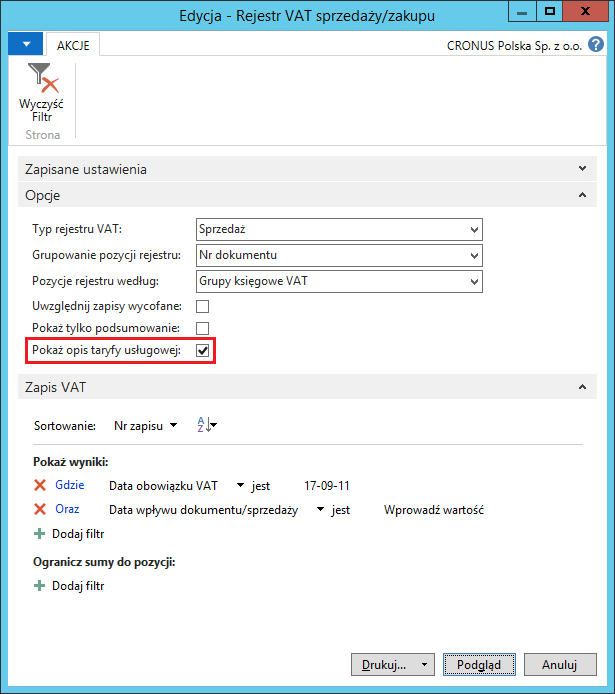 Edycja - Rejestr VAT sprzedaży/zakupu
AKCJE
CRONUS Polska Sp. z o.o.
?
Wyczyść
Filtr
Strona
Zapisane ustawienia
Opcje
Typ rejestru VAT: Sprzedaż
Grupowanie pozycji rejestru: Nr dokumentu
Pozycje rejestru według: Grupy księgowe VAT
Uwzględnij zapisy wycofane:
Pokaż tylko podsumowanie:
Pokaż opis taryfy usługowej:
Zapis VAT
Sortowanie: Nr zapisu AZ
Pokaż wyniki:
Gdzie Data obowiązku VAT jest 17-09-11
Oraz Data wpływu dokumentu/sprzedaży jest Wprowadź wartość
Dodaj filtr
Ogranicz sumy do pozycji:
Dodaj filtr
Drukuj... Podgląd Anuluj